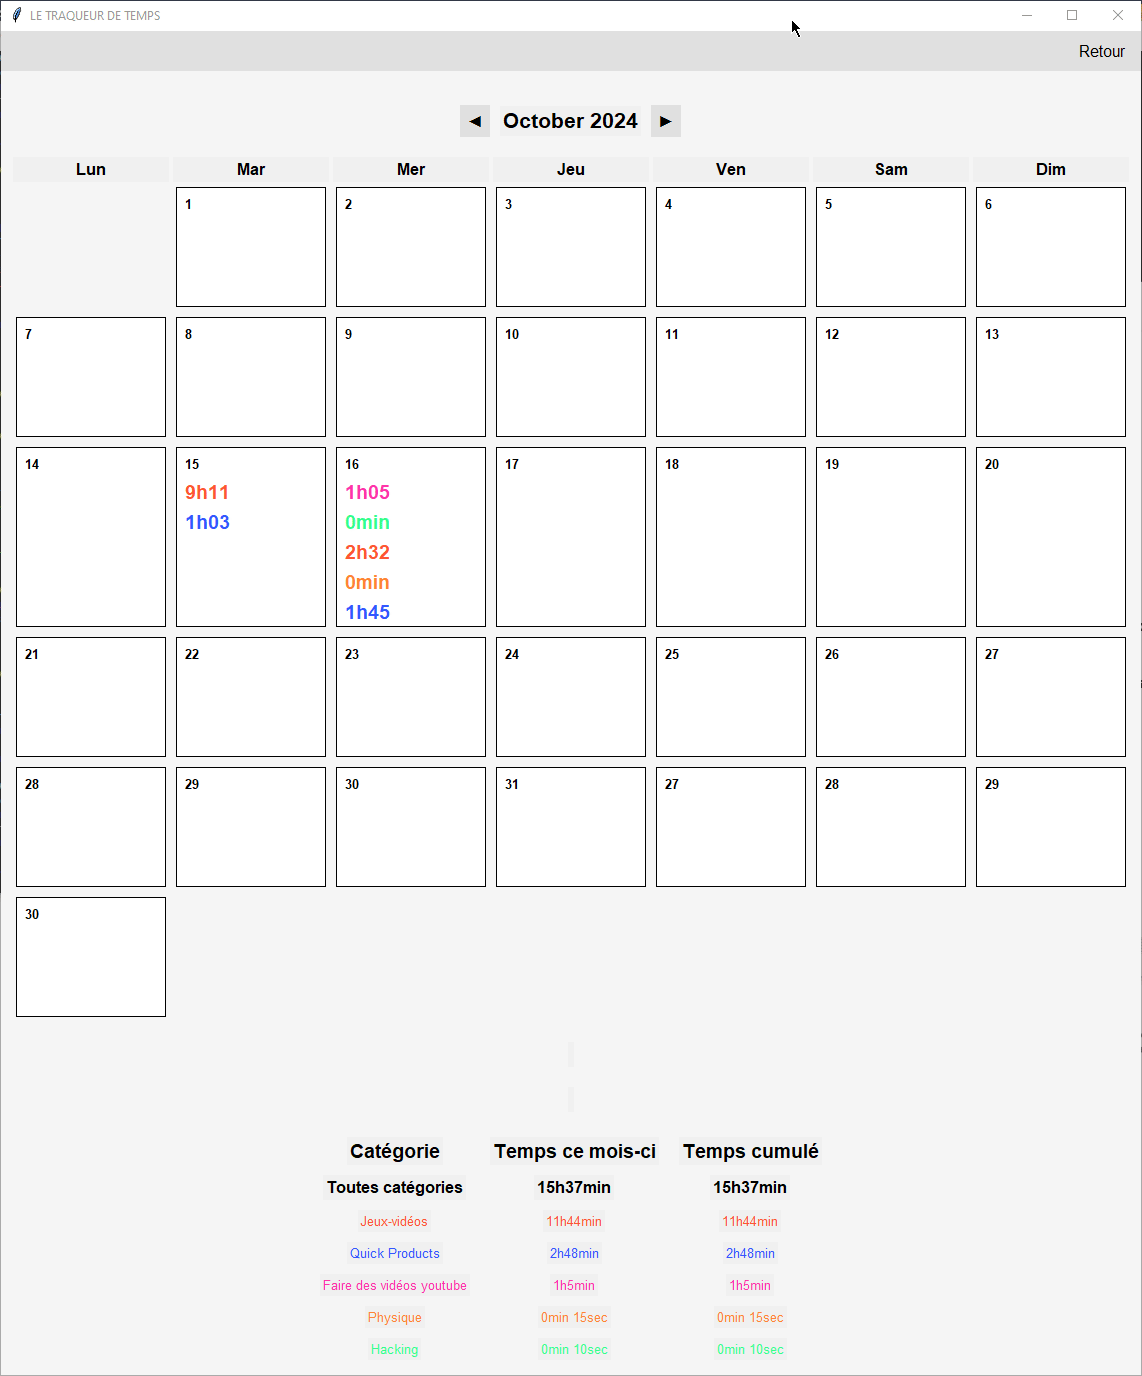 LE TRAQUEUR DE TEMPS
Retour
◄ October 2024 ►
Lun Mar Mer Jeu Ven Sam Dim
1 2 3 4 5 6
7 8 9 10 11 12 13
14 15 16 17 18 19 20
9h11 1h05
1h03 0min
2h32
0min
1h45
21 22 23 24 25 26 27
28 29 30 31 27 28 29
30
Catégorie Temps ce mois-ci Temps cumulé
Toutes catégories 15h37min 15h37min
Jeux-vidéos 11h44min 11h44min
Quick Products 2h48min 2h48min
Faire des vidéos youtube 1h5min 1h5min
Physique 0min 15sec 0min 15sec
Hacking 0min 10sec 0min 10sec